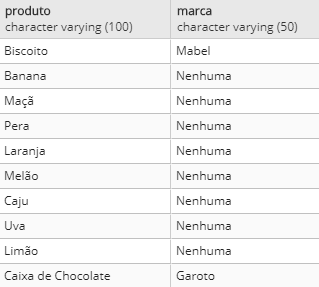 produto marca
character varying (100) character varying (50)
Biscoito Mabel
Banana Nenhuma
Maçã Nenhuma
Pera Nenhuma
Laranja Nenhuma
Melão Nenhuma
Caju Nenhuma
Uva Nenhuma
Limão Nenhuma
Caixa de Chocolate Garoto